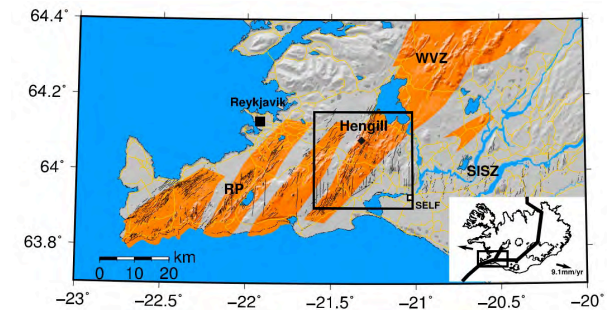 64.4°
WVZ
64.2°
Reykjavik
Hengill
64°
SISZ
RP
SELF
63.8°
km
0 10 20
9.1mm/yr
−23° −22.5° −22° −21.5° −21° −20.5° −20°